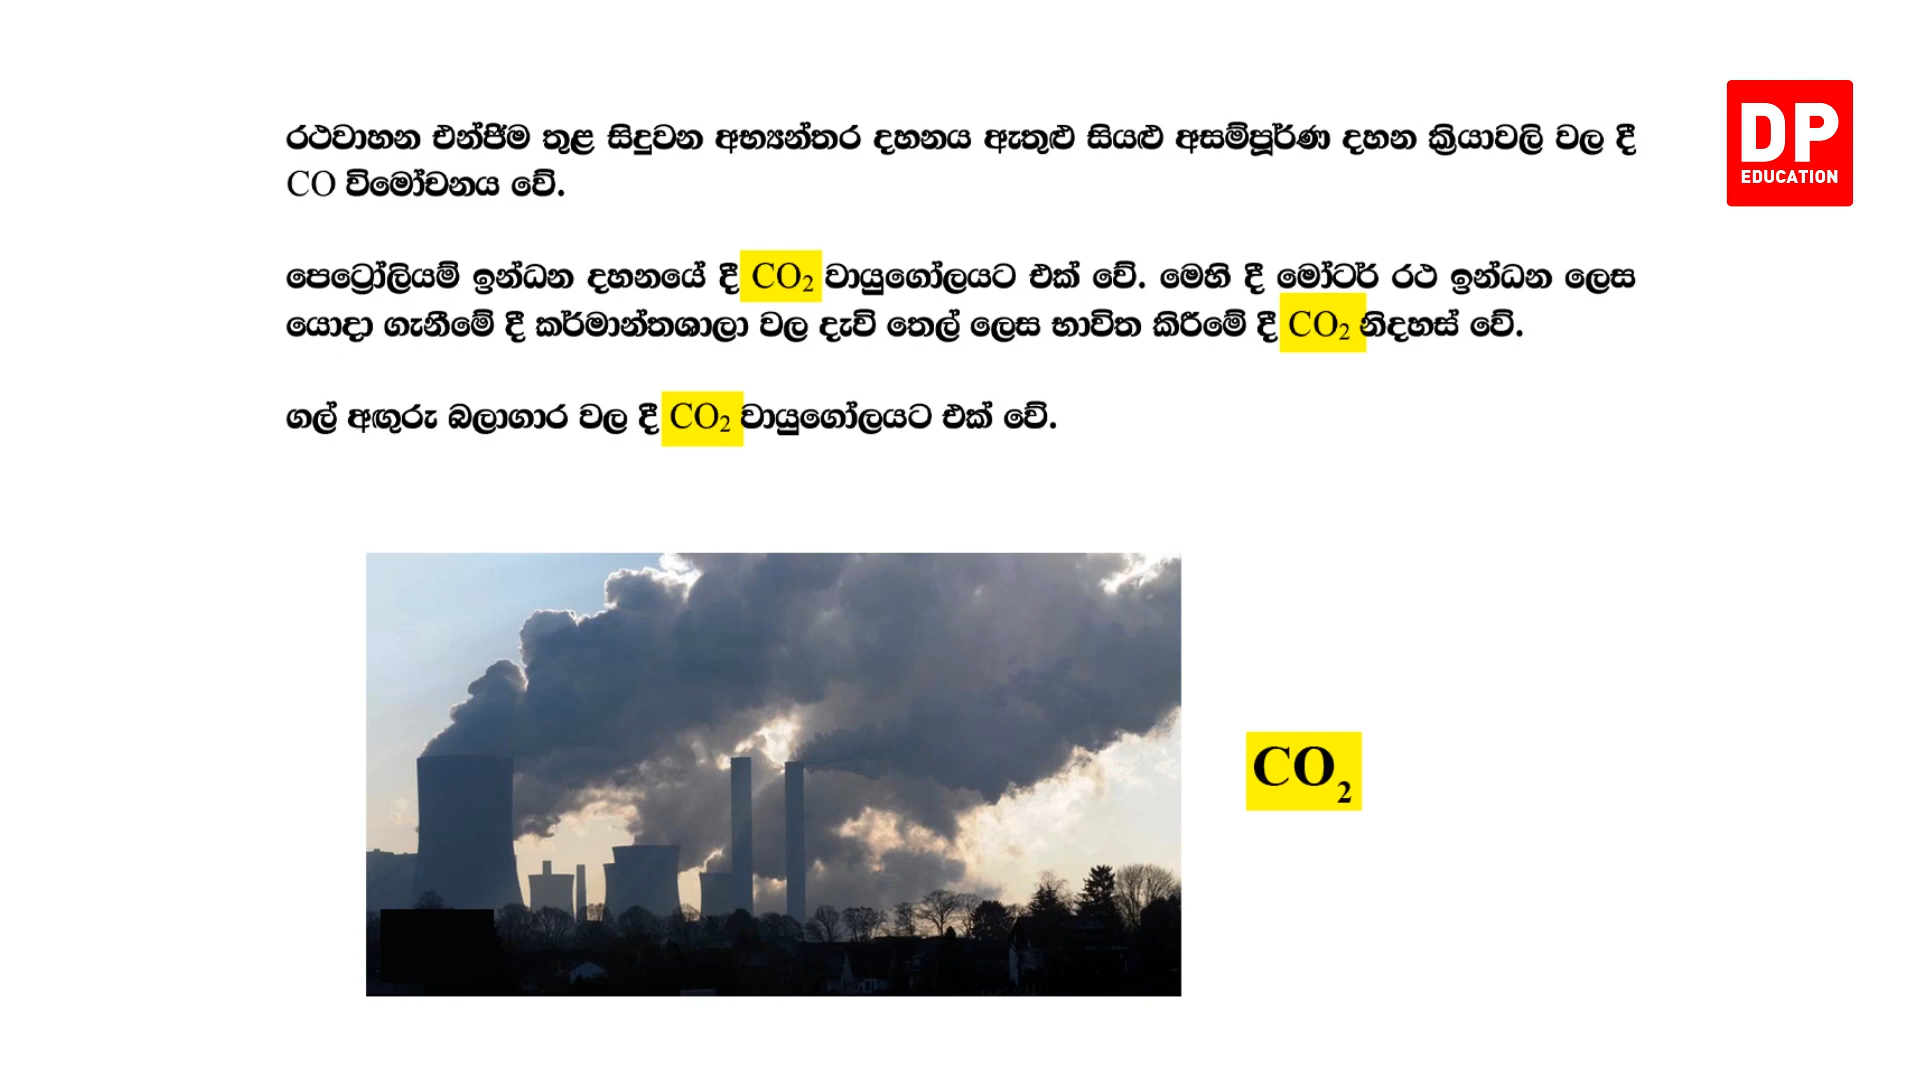 රථවාහන එන්ජිම තුළ සිදුවන අභ්‍යන්තර දහනය ඇතුළු සියළු අසම්පූර්ණ දහන ක්‍රියාවලි වල දී
CO විමෝචනය වේ.
පෙට්‍රෝලියම් ඉන්ධන දහනයේ දී CO₂ වායුගෝලයට එක් වේ. මෙහි දී මෝටර් රථ ඉන්ධන ලෙස
යොදා ගැනීමේ දී කර්මාන්තශාලා වල දැවි තෙල් ලෙස භාවිත කිරීමේ දී CO₂ නිදහස් වේ.
ගල් අඟුරු බලාගාර වල දී CO₂ වායුගෝලයට එක් වේ.
CO₂
DP
EDUCATION